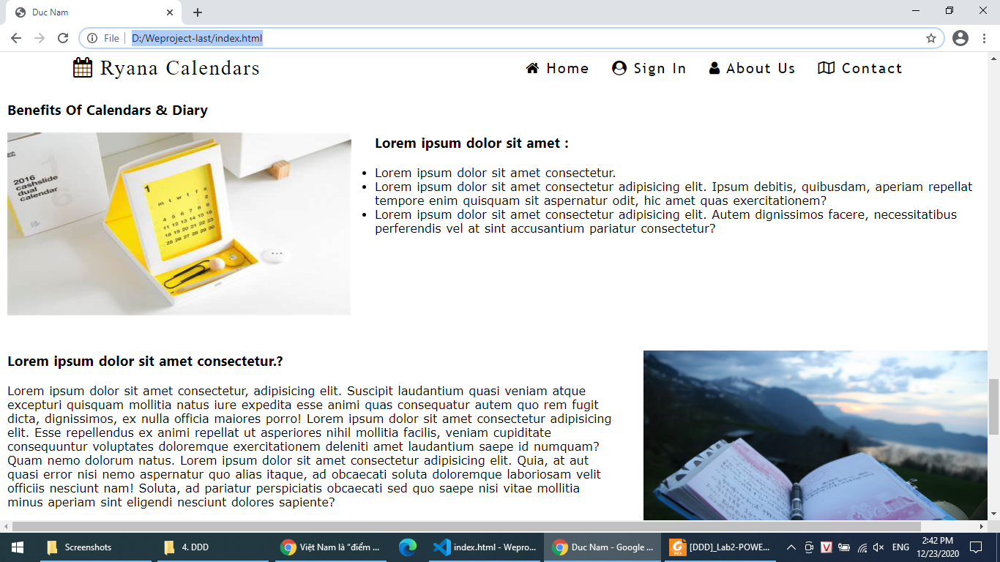 Duc Nam
File
D:/Weproject-last/index.html
Ryana Calendars
Home
Sign In
About Us
Contact
Benefits Of Calendars & Diary
2016
cashslide
dual
calendar
1
m t w t f s
1 2
4 5 6 7 8 9
11 12 13 14 15 16
18 19 20 21 22 23
25 26 27 28 29 30
Lorem ipsum dolor sit amet :
• Lorem ipsum dolor sit amet consectetur.
• Lorem ipsum dolor sit amet consectetur adipisicing elit. Ipsum debitis, quibusdam, aperiam repellat
tempore enim quisquam sit aspernatur odit, hic amet quas exercitationem?
• Lorem ipsum dolor sit amet consectetur adipisicing elit. Autem dignissimos facere, necessitatibus
perferendis vel at sint accusantium pariatur consectetur?
Lorem ipsum dolor sit amet consectetur.?
Lorem ipsum dolor sit amet consectetur, adipisicing elit. Suscipit laudantium quasi veniam atque
excepturi quisquam mollitia natus iure expedita esse animi quas consequatur autem quo rem fugit
dicta, dignissimos, ex nulla officia maiores porro! Lorem ipsum dolor sit amet consectetur adipisicing
elit. Esse repellendus ex animi repellat ut asperiores nihil mollitia facilis, veniam cupiditate
consequuntur voluptates doloremque exercitationem deleniti amet laudantium saepe id numquam?
Quam nemo dolorum natus. Lorem ipsum dolor sit amet consectetur adipisicing elit. Quia, at aut
quasi error nisi nemo aspernatur quo alias itaque, ad obcaecati soluta doloremque laboriosam velit
officiis nesciunt nam! Soluta, ad pariatur perspiciatis obcaecati sed quo saepe nisi vitae mollitia
minus aperiam sint eligendi nesciunt dolores sapiente?
Screenshots
4. DDD
Việt Nam là "điểm ...
index.html - Wepro...
Duc Nam - Google ...
[DDD]_Lab2-POWE...
V
ENG
2:42 PM
12/23/2020